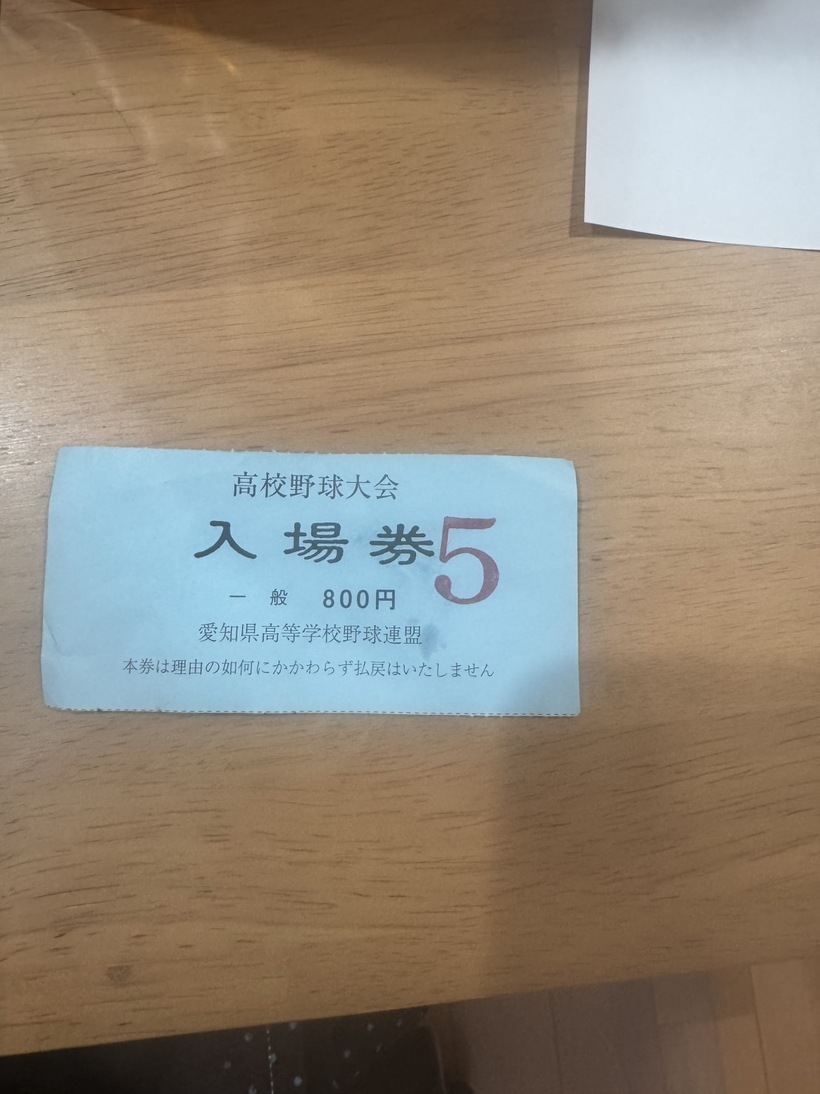 高校野球大会
入場券 5
一般 800円
愛知県高等学校野球連盟
本券は理由の如何にかかわらず払戻はいたしません